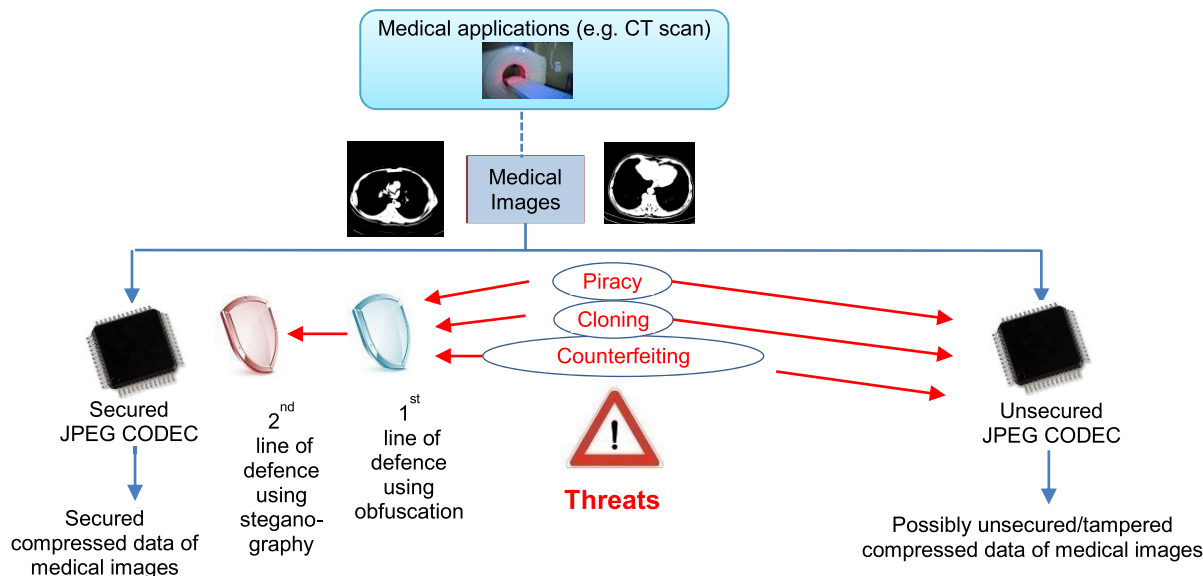 Medical applications (e.g. CT scan)
Medical
Images
Piracy
Cloning
Counterfeiting
Threats
Secured
JPEG CODEC
Secured
compressed data of
medical images
2nd
line of
defence
using
stegano-
graphy
1st
line of
defence
using
obfuscation
Unsecured
JPEG CODEC
Possibly unsecured/tampered
compressed data of medical images